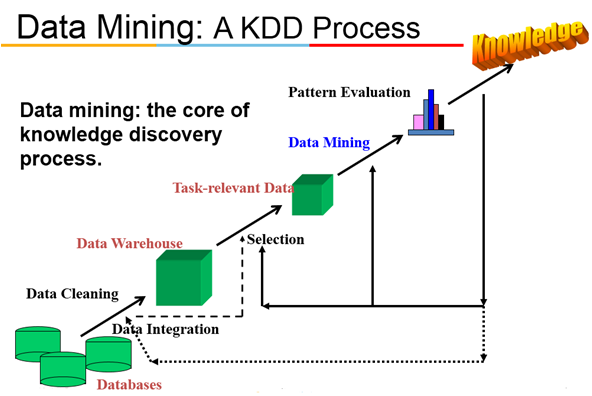 Data Mining: A KDD Process
Knowledge
Pattern Evaluation
Data mining: the core of
knowledge discovery
process.
Data Mining
Task-relevant Data
Data Warehouse
Selection
Data Cleaning
Data Integration
Databases